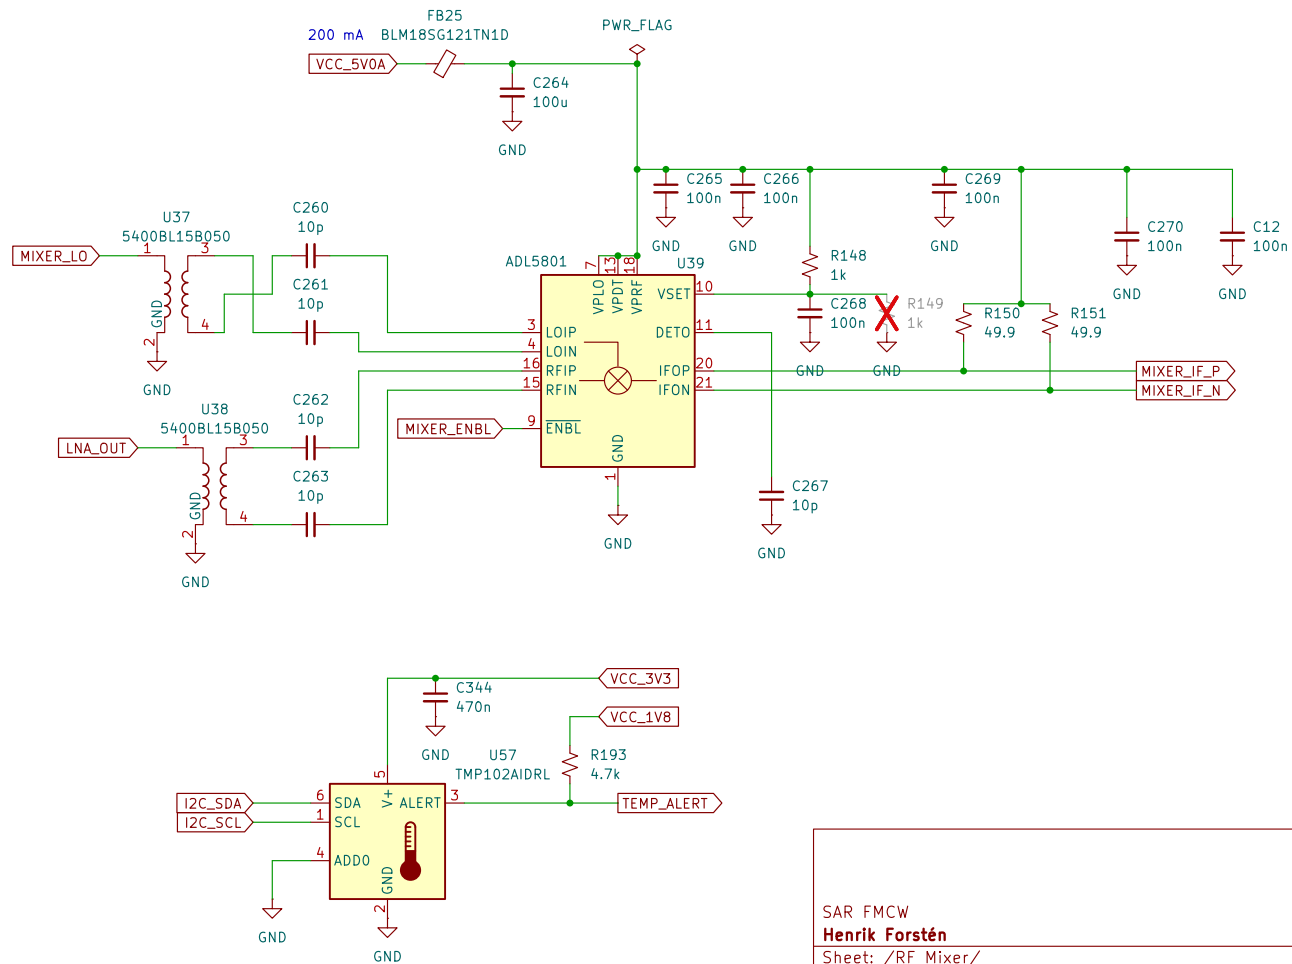 FB25
200 mA BLM18SG121TN1D
PWR_FLAG
VCC_5V0A
C264
100u
GND
C265
100n
GND
C266
100n
GND
C269
100n
GND
C270
100n
GND
C12
100n
GND
U37
5400BL15B050
MIXER_LO
1
3
GND
2
4
GND
C260
10p
C261
10p
U38
5400BL15B050
LNA_OUT
1
3
GND
2
4
GND
C262
10p
C263
10p
ADL5801
U39
7
13
18
VPLO
VPDT
VPRF
3 LOIP
4 LOIN
16 RFIP
15 RFIN
MIXER_ENBL
9 ENBL
VSET 10
DETO 11
IFOP 20
IFON 21
GND
1
GND
R148
1k
C268
100n
GND
R149
1k
GND
R150
49.9
R151
49.9
MIXER_IF_P
MIXER_IF_N
C267
10p
GND
VCC_3V3
C344
470n
GND
VCC_1V8
R193
4.7k
U57
TMP102AIDRL
5
V+
I2C_SDA
6 SDA
I2C_SCL
1 SCL
4 ADD0
GND
ALERT 3
TEMP_ALERT
GND
2
GND
SAR FMCW
Henrik Forstén
Sheet: /RF Mixer/